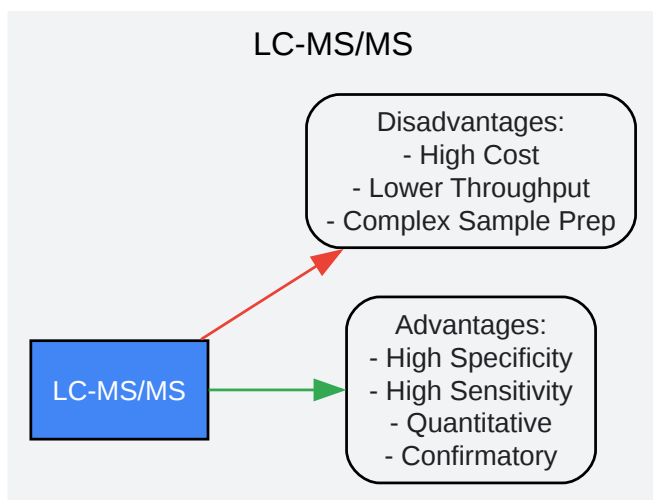 LC-MS/MS
Disadvantages:
- High Cost
- Lower Throughput
- Complex Sample Prep
LC-MS/MS
Advantages:
- High Specificity
- High Sensitivity
- Quantitative
- Confirmatory